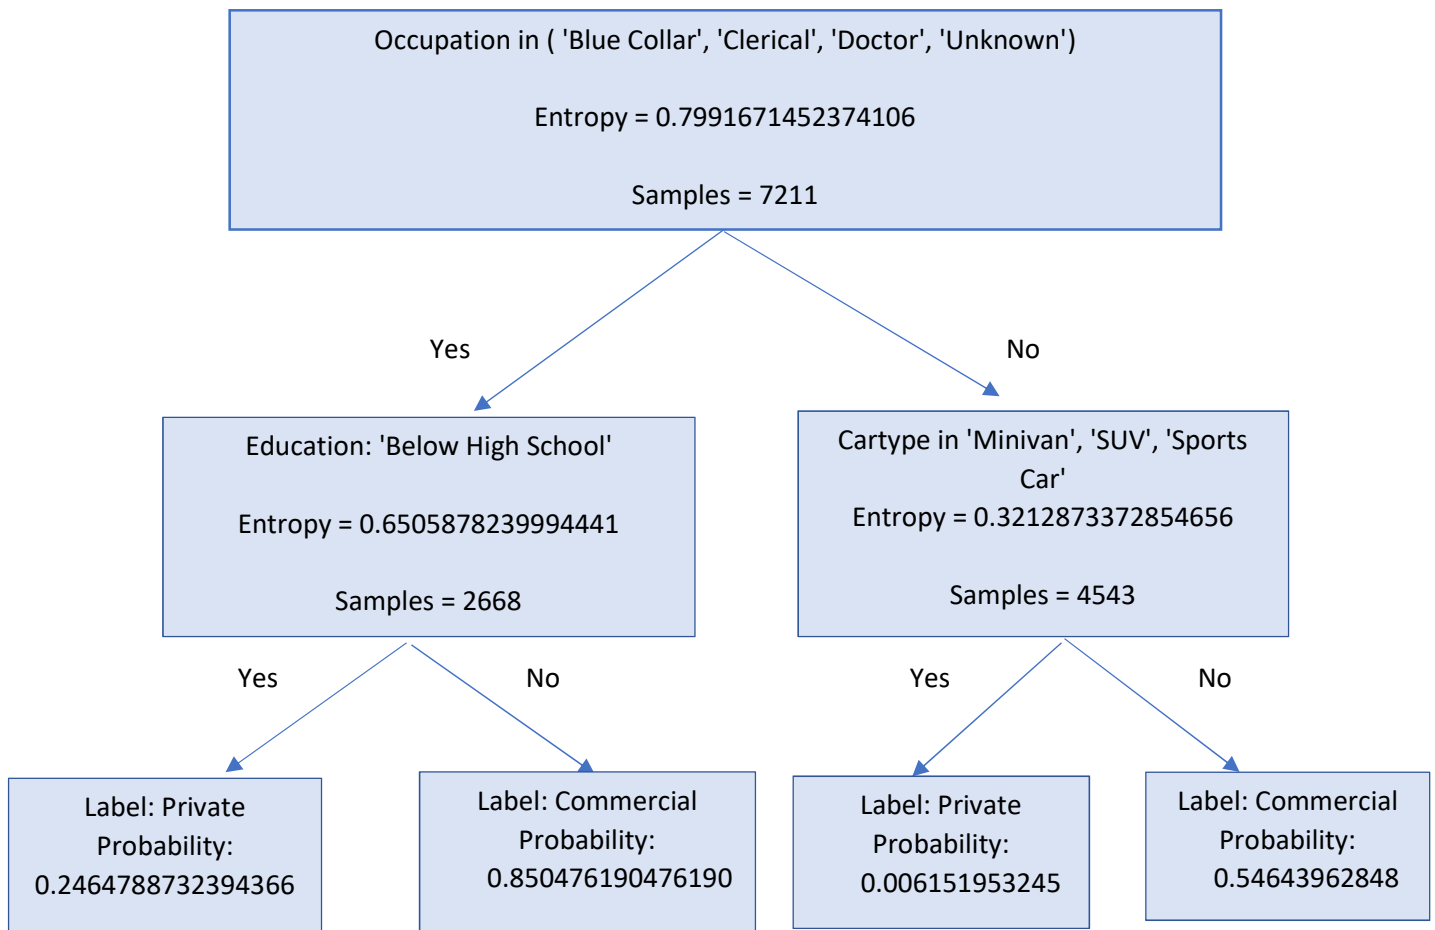 Occupation in ( 'Blue Collar', 'Clerical', 'Doctor', 'Unknown')
Entropy = 0.7991671452374106
Samples = 7211
Yes
No
Education: 'Below High School'
Entropy = 0.6505878239994441
Samples = 2668
Cartype in 'Minivan', 'SUV', 'Sports
Car'
Entropy = 0.3212873372854656
Samples = 4543
Yes
No
Yes
No
Label: Private
Probability:
0.2464788732394366
Label: Commercial
Probability:
0.850476190476190
Label: Private
Probability:
0.006151953245
Label: Commercial
Probability:
0.54643962848